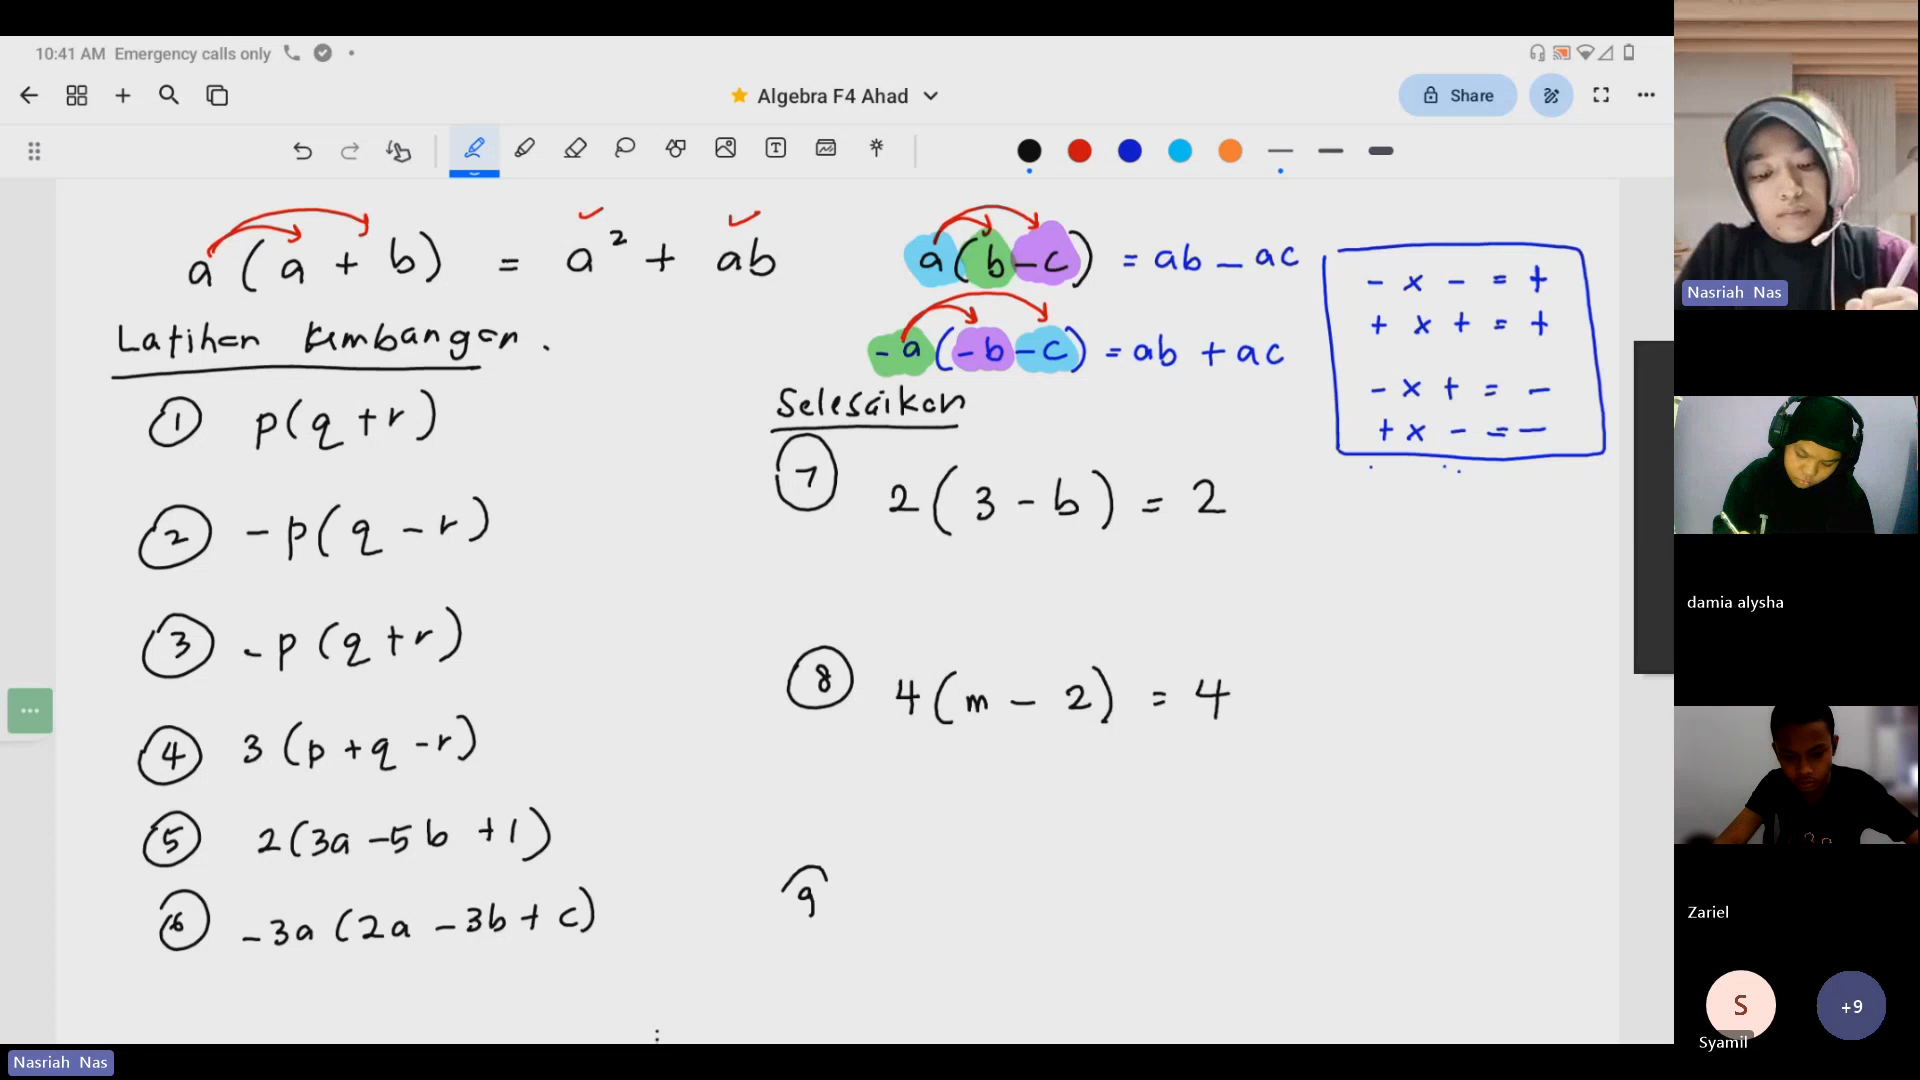 10:41 AM Emergency calls only
Algebra F4 Ahad
Share
a (a + b) = a² + ab
a(b-c) = ab - ac
- x - = +
+ x + = +
- x + = -
+ x - = -
-a(-b-c) = ab + ac
Latihan kembangan.
① p(q+r)
② -p(q-r)
③ -p(q+r)
④ 3(p+q-r)
⑤ 2(3a-5b+1)
⑥ -3a(2a-3b+c)
Selesaikan
⑦ 2(3-b) = 2
⑧ 4(m-2) = 4
9
Nasriah Nas
damia alysha
Zariel
S
Syamil
+9
Nasriah Nas